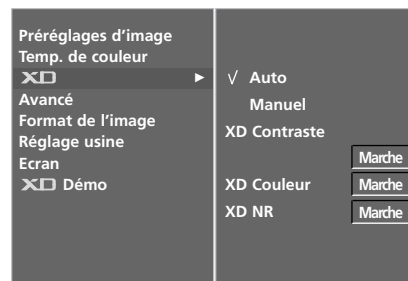 Préréglages d'image
Temp. de couleur
XD
Avancé
Format de l'image
Réglage usine
Ecran
XD Démo
√ Auto
Manuel
XD Contraste
Marche
XD Couleur Marche
XD NR Marche